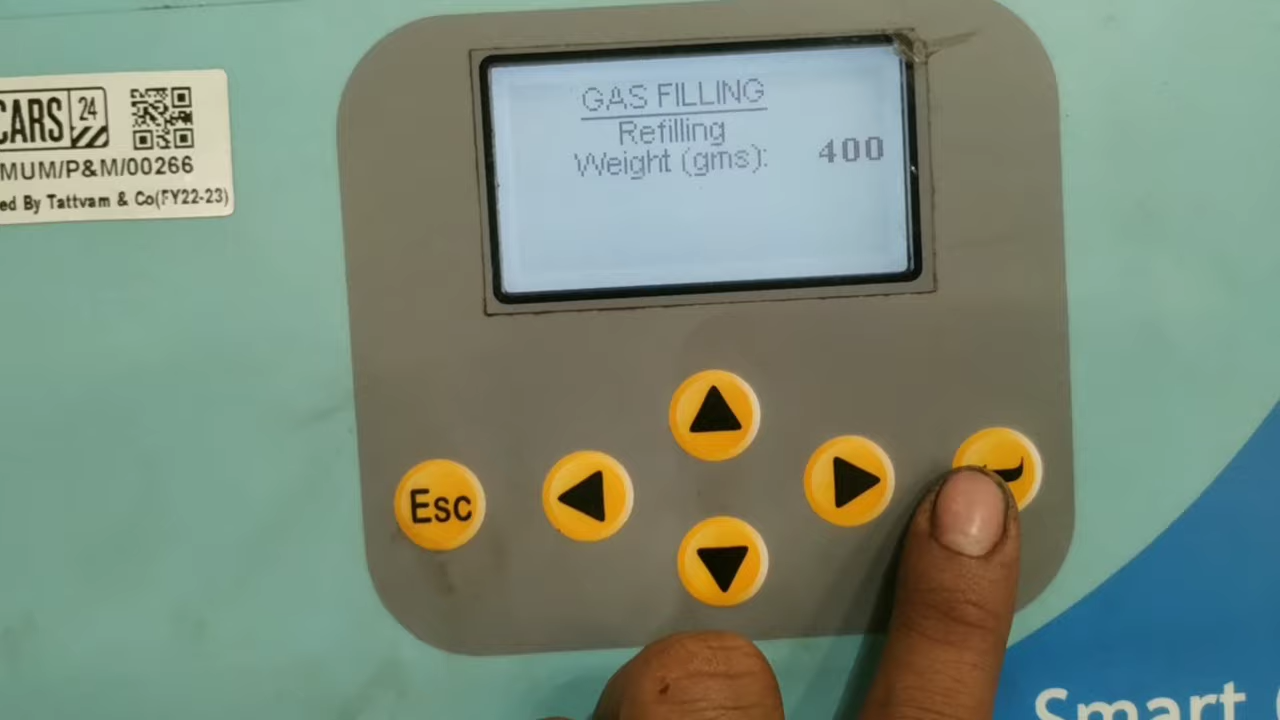 GAS FILLING
Refilling
Weight (gms): 400
CARS 24
MUM/P&M/00266
ed By Tattvam & Co(FY22-23)
Esc
Smart